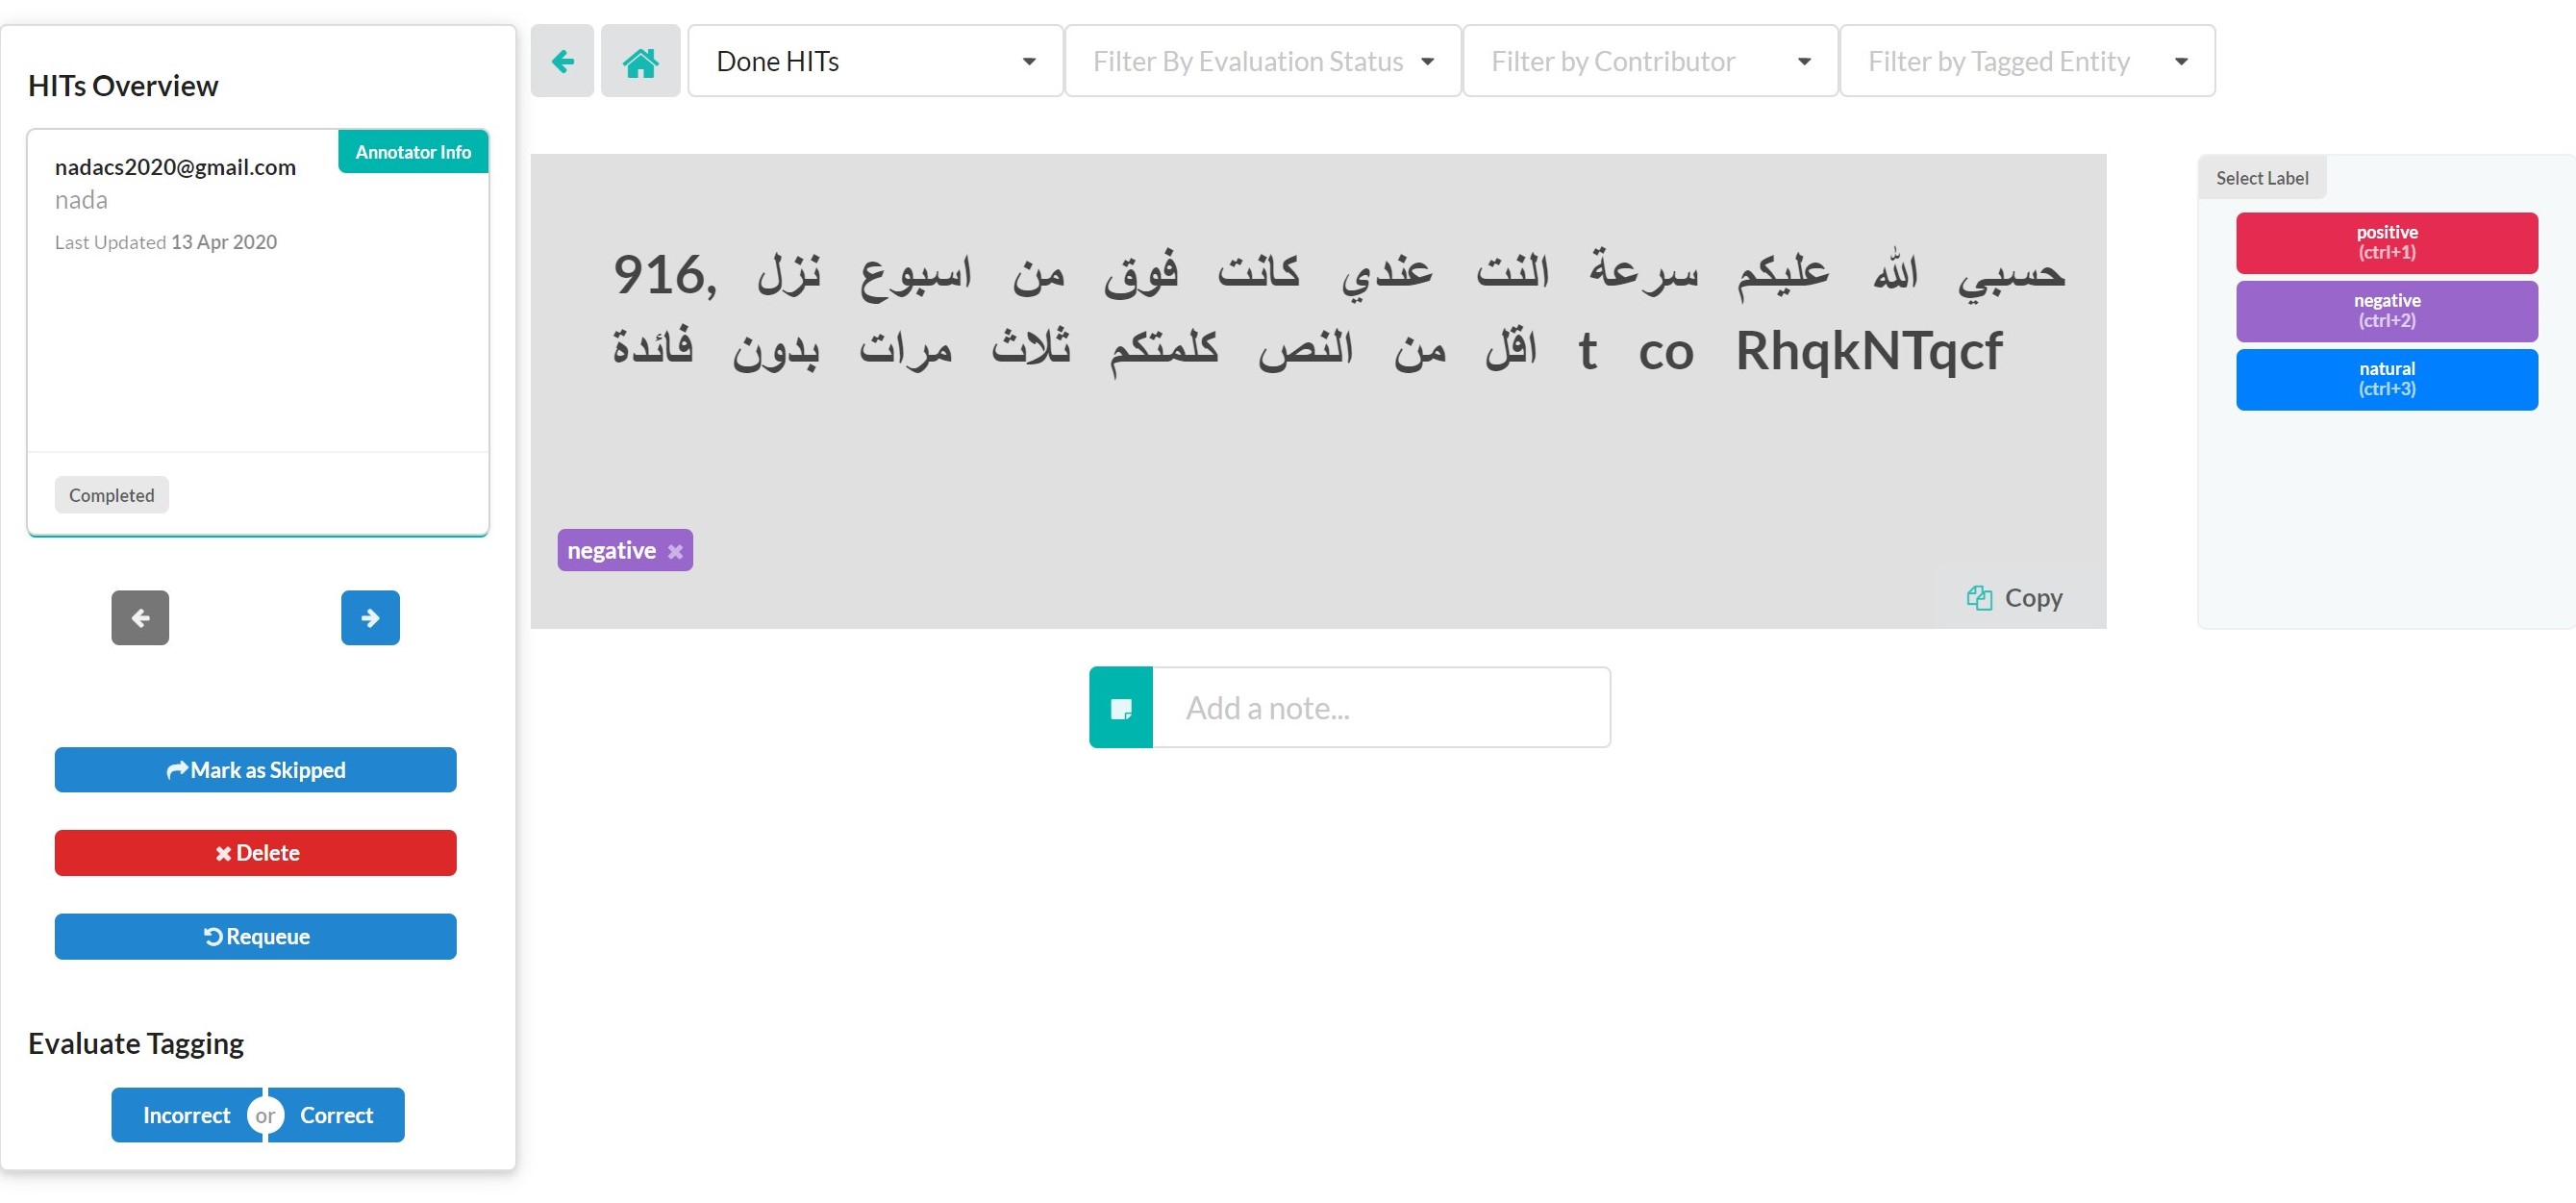 HITs Overview
Annotator Info
nadacs2020@gmail.com
nada
Last Updated 13 Apr 2020
Completed
Mark as Skipped
Delete
Requeue
Evaluate Tagging
Incorrect or Correct
Done HITs
Filter By Evaluation Status
Filter by Contributor
Filter by Tagged Entity
916, حسبي الله عليكم سرعة النت عندي كانت فوق من اسبوع نزل
اقل من النص كلمتكم ثلاث مرات بدون فائدة t co RhqkNTqcf
negative
Copy
Add a note...
Select Label
positive
(ctrl+1)
negative
(ctrl+2)
natural
(ctrl+3)